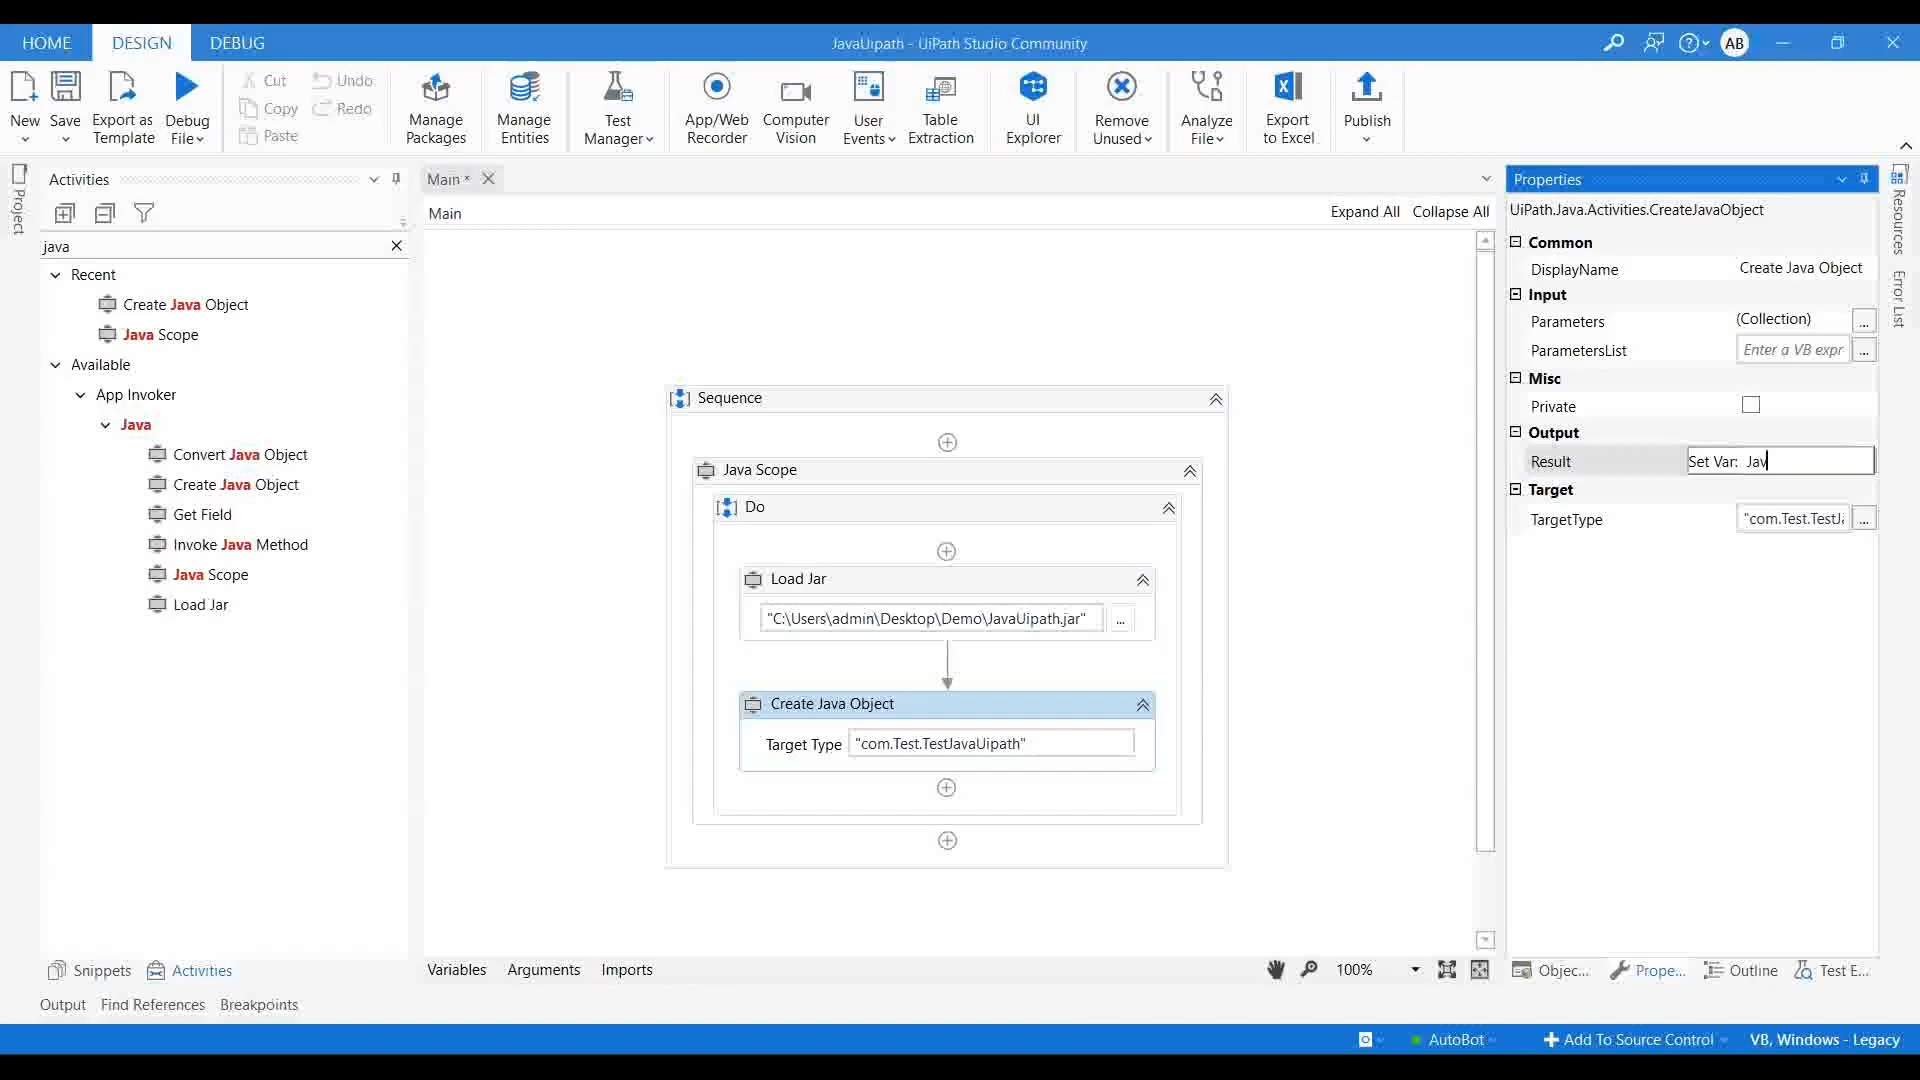 HOME DESIGN DEBUG
JavaUipath - UiPath Studio Community
AB
New
Save
Export as Template
Debug File
Cut
Copy
Paste
Undo
Redo
Manage Packages
Manage Entities
Test Manager
App/Web Recorder
Computer Vision
User Events
Table Extraction
UI Explorer
Remove Unused
Analyze File
Export to Excel
Publish
Project
Activities
java
Recent
Create Java Object
Java Scope
Available
App Invoker
Java
Convert Java Object
Create Java Object
Get Field
Invoke Java Method
Java Scope
Load Jar
Snippets
Activities
Main *
Main
Expand All Collapse All
Sequence
Java Scope
Do
Load Jar
"C:\Users\admin\Desktop\Demo\JavaUipath.jar"
...
Create Java Object
Target Type "com.Test.TestJavaUipath"
Variables Arguments Imports
100%
Properties
UiPath.Java.Activities.CreateJavaObject
Common
DisplayName Create Java Object
Input
Parameters (Collection) ...
ParametersList Enter a VB expr ...
Misc
Private
Output
Result Set Var: Jav
Target
TargetType "com.Test.TestJ ...
Objec... Prope... Outline Test E...
Resources
Error List
Output Find References Breakpoints
AutoBot
Add To Source Control
VB, Windows - Legacy